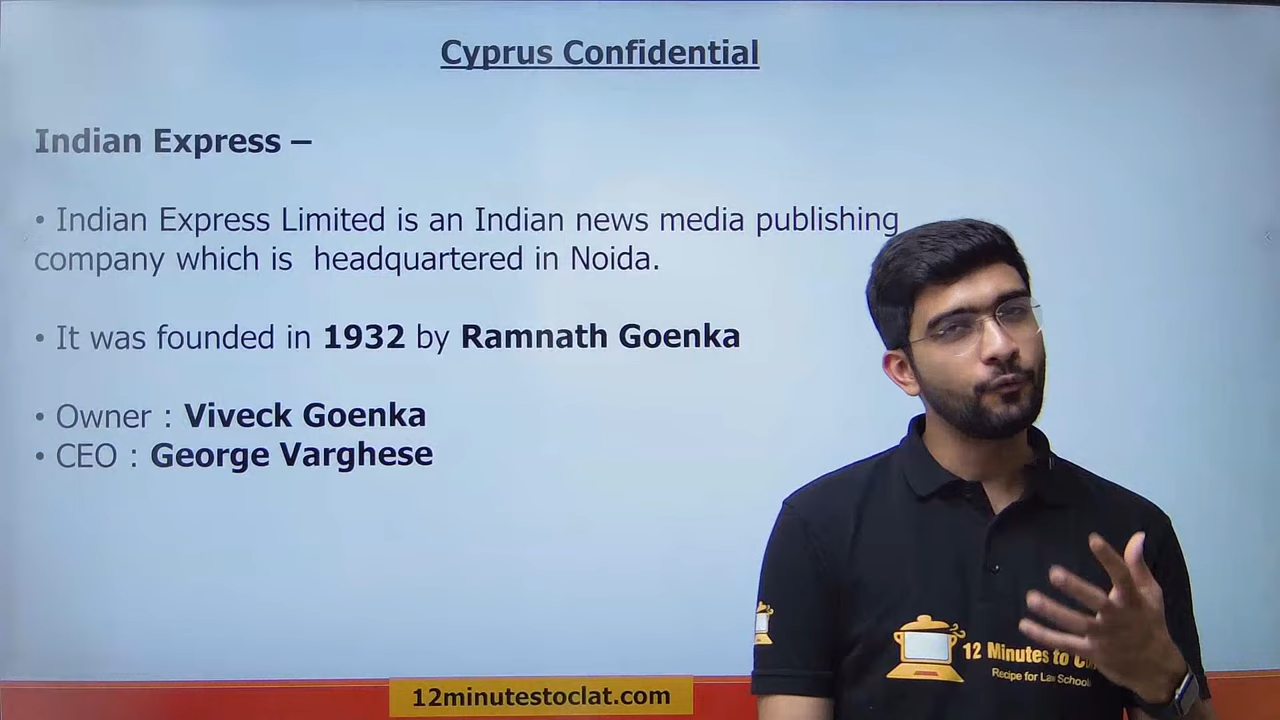 Cyprus Confidential
Indian Express –
• Indian Express Limited is an Indian news media publishing
company which is headquartered in Noida.
• It was founded in 1932 by Ramnath Goenka
• Owner : Viveck Goenka
• CEO : George Varghese
12 Minutes to
Recipe for Law Schools
12minutestoclat.com